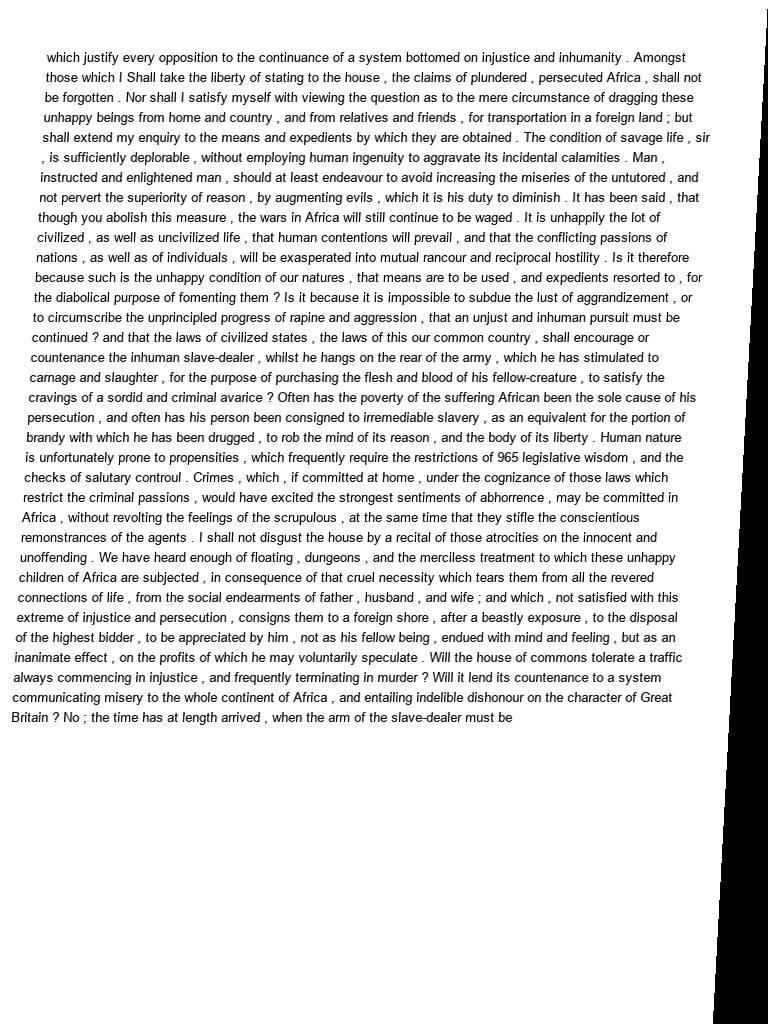 which justify every opposition to the continuance of a system bottomed on injustice and inhumanity . Amongst
those which I Shall take the liberty of stating to the house , the claims of plundered , persecuted Africa , shall not
be forgotten . Nor shall I satisfy myself with viewing the question as to the mere circumstance of dragging these
unhappy beings from home and country , and from relatives and friends , for transportation in a foreign land ; but
shall extend my enquiry to the means and expedients by which they are obtained . The condition of savage life , sir
, is sufficiently deplorable , without employing human ingenuity to aggravate its incidental calamities . Man ,
instructed and enlightened man , should at least endeavour to avoid increasing the miseries of the untutored , and
not pervert the superiority of reason , by augmenting evils , which it is his duty to diminish . It has been said , that
though you abolish this measure , the wars in Africa will still continue to be waged . It is unhappily the lot of
civilized , as well as uncivilized life , that human contentions will prevail , and that the conflicting passions of
nations , as well as of individuals , will be exasperated into mutual rancour and reciprocal hostility . Is it therefore
because such is the unhappy condition of our natures , that means are to be used , and expedients resorted to , for
the diabolical purpose of fomenting them ? Is it because it is impossible to subdue the lust of aggrandizement , or
to circumscribe the unprincipled progress of rapine and aggression , that an unjust and inhuman pursuit must be
continued ? and that the laws of civilized states , the laws of this our common country , shall encourage or
countenance the inhuman slave-dealer , whilst he hangs on the rear of the army , which he has stimulated to
carnage and slaughter , for the purpose of purchasing the flesh and blood of his fellow-creature , to satisfy the
cravings of a sordid and criminal avarice ? Often has the poverty of the suffering African been the sole cause of his
persecution , and often has his person been consigned to irremediable slavery , as an equivalent for the portion of
brandy with which he has been drugged , to rob the mind of its reason , and the body of its liberty . Human nature
is unfortunately prone to propensities , which frequently require the restrictions of 965 legislative wisdom , and the
checks of salutary controul . Crimes , which , if committed at home , under the cognizance of those laws which
restrict the criminal passions , would have excited the strongest sentiments of abhorrence , may be committed in
Africa , without revolting the feelings of the scrupulous , at the same time that they stifle the conscientious
remonstrances of the agents . I shall not disgust the house by a recital of those atrocities on the innocent and
unoffending . We have heard enough of floating , dungeons , and the merciless treatment to which these unhappy
children of Africa are subjected , in consequence of that cruel necessity which tears them from all the revered
connections of life , from the social endearments of father , husband , and wife ; and which , not satisfied with this
extreme of injustice and persecution , consigns them to a foreign shore , after a beastly exposure , to the disposal
of the highest bidder , to be appreciated by him , not as his fellow being , endued with mind and feeling , but as an
inanimate effect , on the profits of which he may voluntarily speculate . Will the house of commons tolerate a traffic
always commencing in injustice , and frequently terminating in murder ? Will it lend its countenance to a system
communicating misery to the whole continent of Africa , and entailing indelible dishonour on the character of Great
Britain ? No ; the time has at length arrived , when the arm of the slave-dealer must be